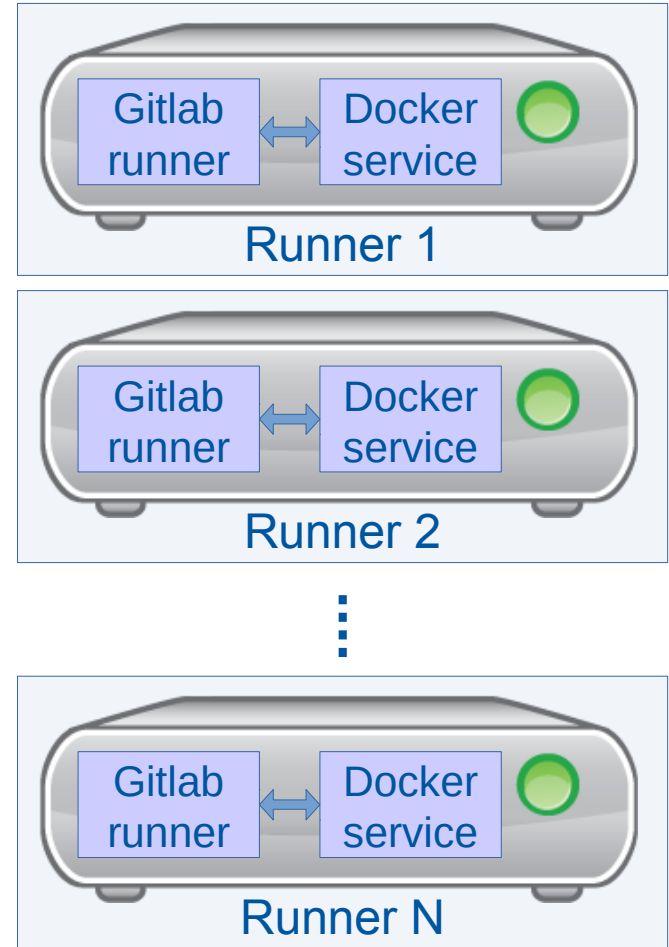 Gitlab
runner
Docker
service
Runner 1
Gitlab
runner
Docker
service
Runner 2
Gitlab
runner
Docker
service
Runner N